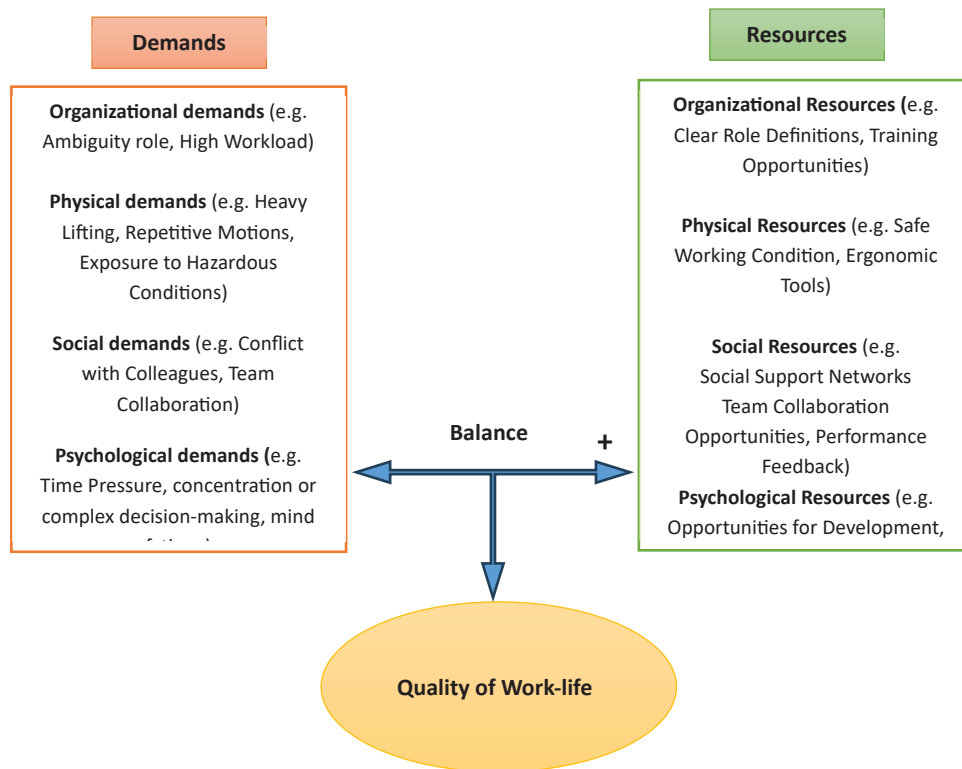 Demands
Organizational demands (e.g.
Ambiguity role, High Workload)
Physical demands (e.g. Heavy
Lifting, Repetitive Motions,
Exposure to Hazardous
Conditions)
Social demands (e.g. Conflict
with Colleagues, Team
Collaboration)
Psychological demands (e.g.
Time Pressure, concentration or
complex decision-making, mind
Resources
Organizational Resources (e.g.
Clear Role Definitions, Training
Opportunities)
Physical Resources (e.g. Safe
Working Condition, Ergonomic
Tools)
Social Resources (e.g.
Social Support Networks
Team Collaboration
Opportunities, Performance
Feedback)
Psychological Resources (e.g.
Opportunities for Development,
Balance
+
Quality of Work-life